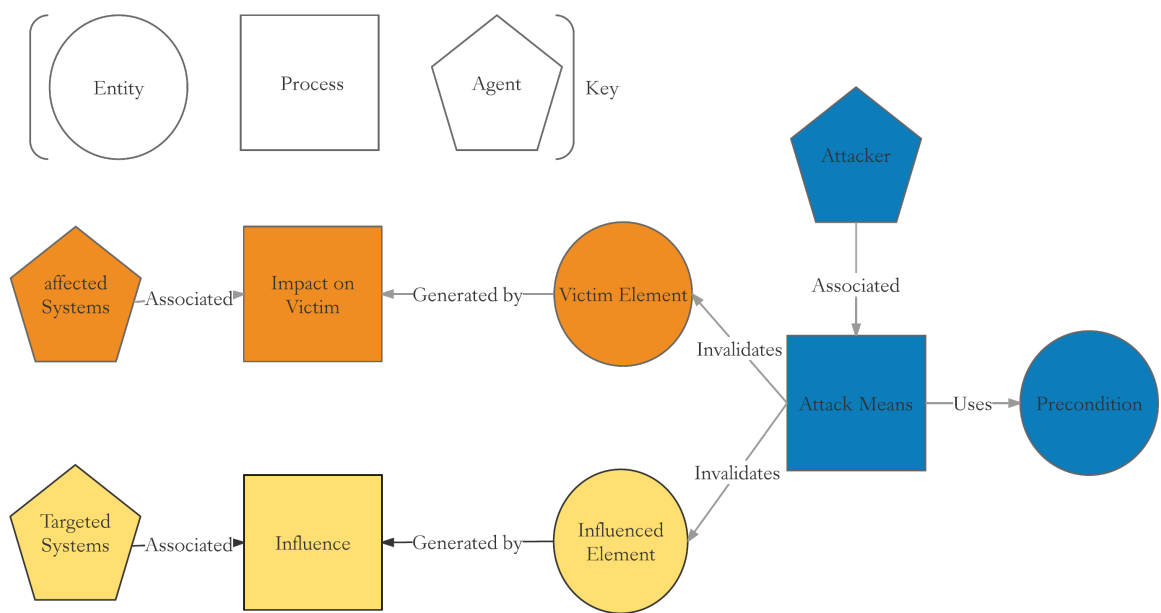 Entity
Process
Agent
Key
Attacker
Associated
affected
Systems
Associated
Impact on
Victim
Generated by
Victim Element
Invalidates
Attack Means
Uses
Precondition
Invalidates
Targeted
Systems
Associated
Influence
Generated by
Influenced
Element